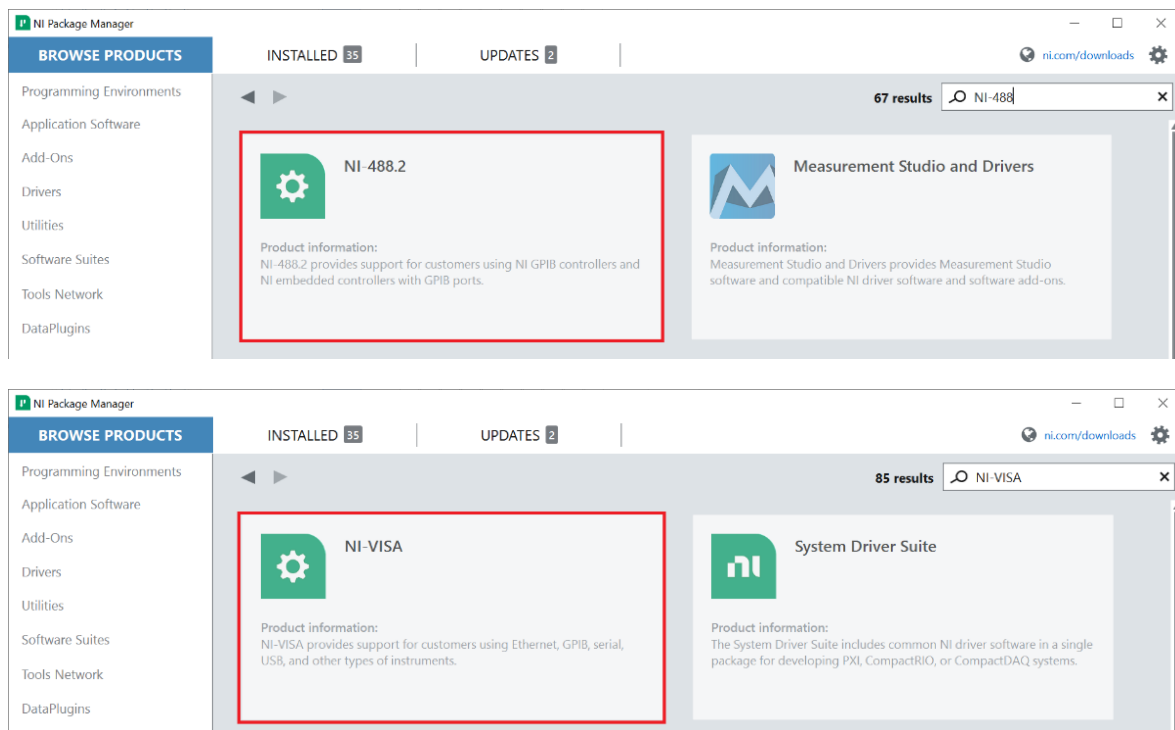 NI Package Manager
BROWSE PRODUCTS INSTALLED 35 UPDATES 2 ni.com/downloads
Programming Environments
67 results NI-488
Application Software
Add-Ons
Drivers
Utilities
Software Suites
Tools Network
DataPlugins
NI-488.2
Product information:
NI-488.2 provides support for customers using NI GPIB controllers and
NI embedded controllers with GPIB ports.
Measurement Studio and Drivers
Product information:
Measurement Studio and Drivers provides Measurement Studio
software and compatible NI driver software and software add-ons.
NI Package Manager
BROWSE PRODUCTS INSTALLED 35 UPDATES 2 ni.com/downloads
Programming Environments
85 results NI-VISA
Application Software
Add-Ons
Drivers
Utilities
Software Suites
Tools Network
DataPlugins
NI-VISA
Product information:
NI-VISA provides support for customers using Ethernet, GPIB, serial,
USB, and other types of instruments.
ni
System Driver Suite
Product information:
The System Driver Suite includes common NI driver software in a single
package for developing PXI, CompactRIO, or CompactDAQ systems.